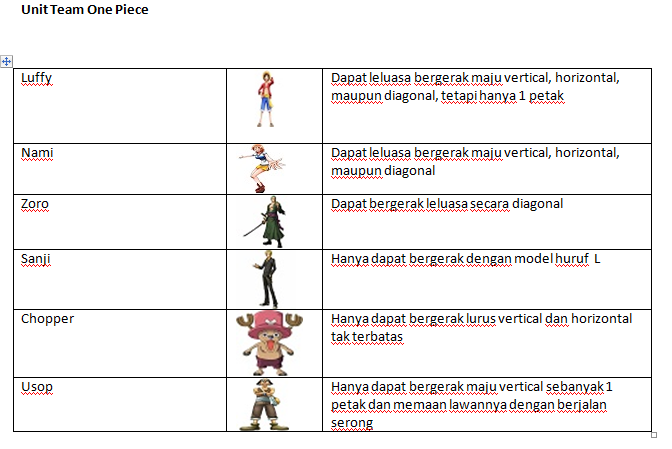 Unit Team One Piece
Luffy
Dapat leluasa bergerak maju vertical, horizontal,
maupun diagonal, tetapi hanya 1 petak
Nami
Dapat leluasa bergerak maju vertical, horizontal,
maupun diagonal
Zoro
Dapat bergerak leluasa secara diagonal
Sanji
Hanya dapat bergerak dengan model huruf L
Chopper
Hanya dapat bergerak lurus vertical dan horizontal
tak terbatas
Usop
Hanya dapat bergerak maju vertical sebanyak 1
petak dan memaan lawannya dengan berjalan
serong